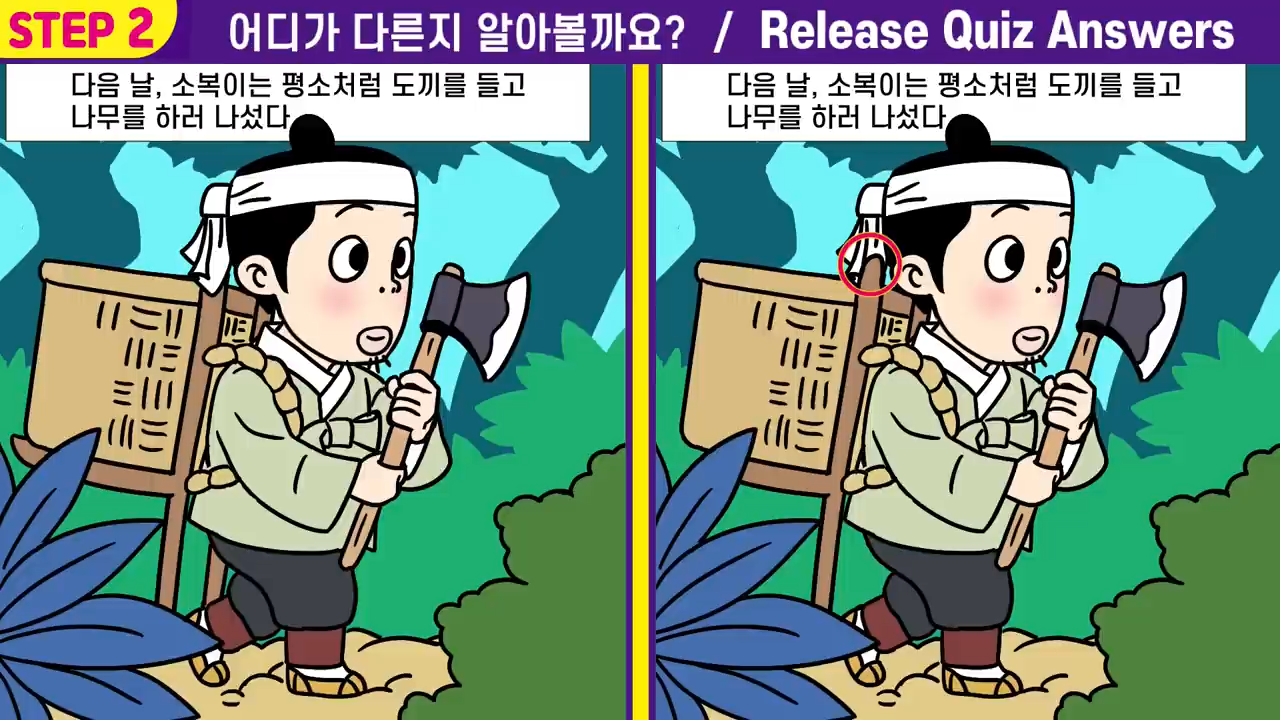 STEP 2
어디가 다른지 알아볼까요? / Release Quiz Answers
다음 날, 소복이는 평소처럼 도끼를 들고
나무를 하러 나섰다
다음 날, 소복이는 평소처럼 도끼를 들고
나무를 하러 나섰다